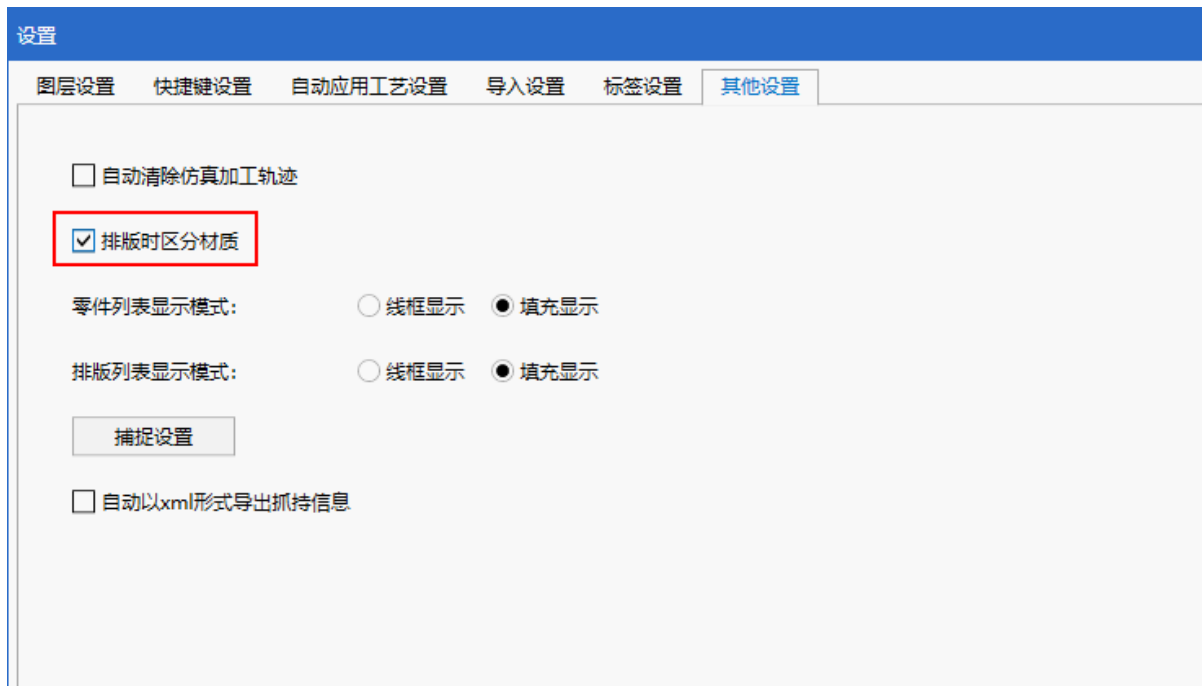 设置
图层设置 快捷键设置 自动应用工艺设置 导入设置 标签设置 其他设置
自动清除仿真加工轨迹
排版时区分材质
零件列表显示模式： 线框显示 填充显示
排版列表显示模式： 线框显示 填充显示
捕捉设置
自动以xml形式导出抓持信息